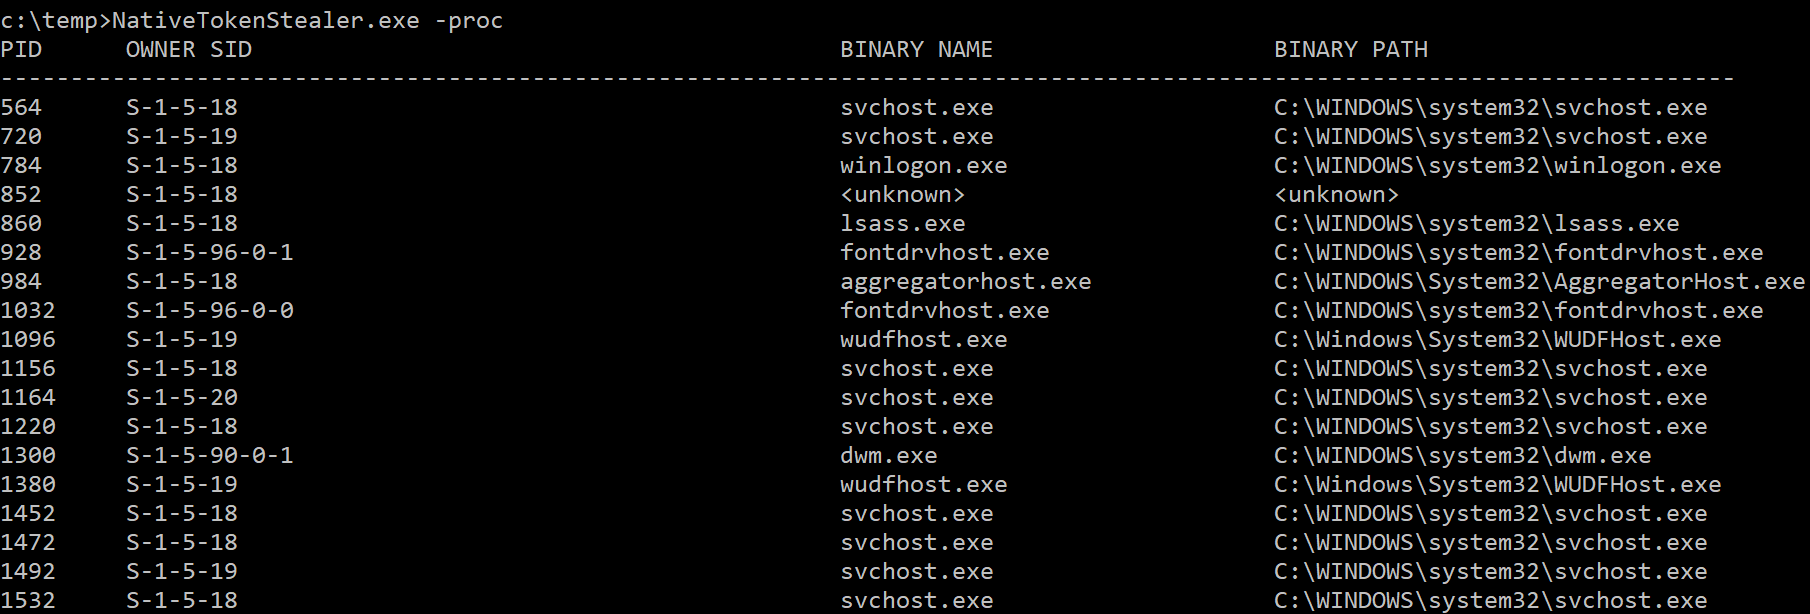 c:\temp>NativeTokenStealer.exe -proc
PID OWNER SID BINARY NAME BINARY PATH
----------------------------------------------------------------------------------------------------------------------------
564 S-1-5-18 svchost.exe C:\WINDOWS\system32\svchost.exe
720 S-1-5-19 svchost.exe C:\WINDOWS\system32\svchost.exe
784 S-1-5-18 winlogon.exe C:\WINDOWS\system32\winlogon.exe
852 S-1-5-18 <unknown> <unknown>
860 S-1-5-18 lsass.exe C:\WINDOWS\system32\lsass.exe
928 S-1-5-96-0-1 fontdrvhost.exe C:\WINDOWS\system32\fontdrvhost.exe
984 S-1-5-18 aggregatorhost.exe C:\WINDOWS\System32\AggregatorHost.exe
1032 S-1-5-96-0-0 fontdrvhost.exe C:\WINDOWS\system32\fontdrvhost.exe
1096 S-1-5-19 wudfhost.exe C:\Windows\System32\WUDFHost.exe
1156 S-1-5-18 svchost.exe C:\WINDOWS\system32\svchost.exe
1164 S-1-5-20 svchost.exe C:\WINDOWS\system32\svchost.exe
1220 S-1-5-18 svchost.exe C:\WINDOWS\system32\svchost.exe
1300 S-1-5-90-0-1 dwm.exe C:\WINDOWS\system32\dwm.exe
1380 S-1-5-19 wudfhost.exe C:\Windows\System32\WUDFHost.exe
1452 S-1-5-18 svchost.exe C:\WINDOWS\system32\svchost.exe
1472 S-1-5-18 svchost.exe C:\WINDOWS\system32\svchost.exe
1492 S-1-5-19 svchost.exe C:\WINDOWS\system32\svchost.exe
1532 S-1-5-18 svchost.exe C:\WINDOWS\system32\svchost.exe